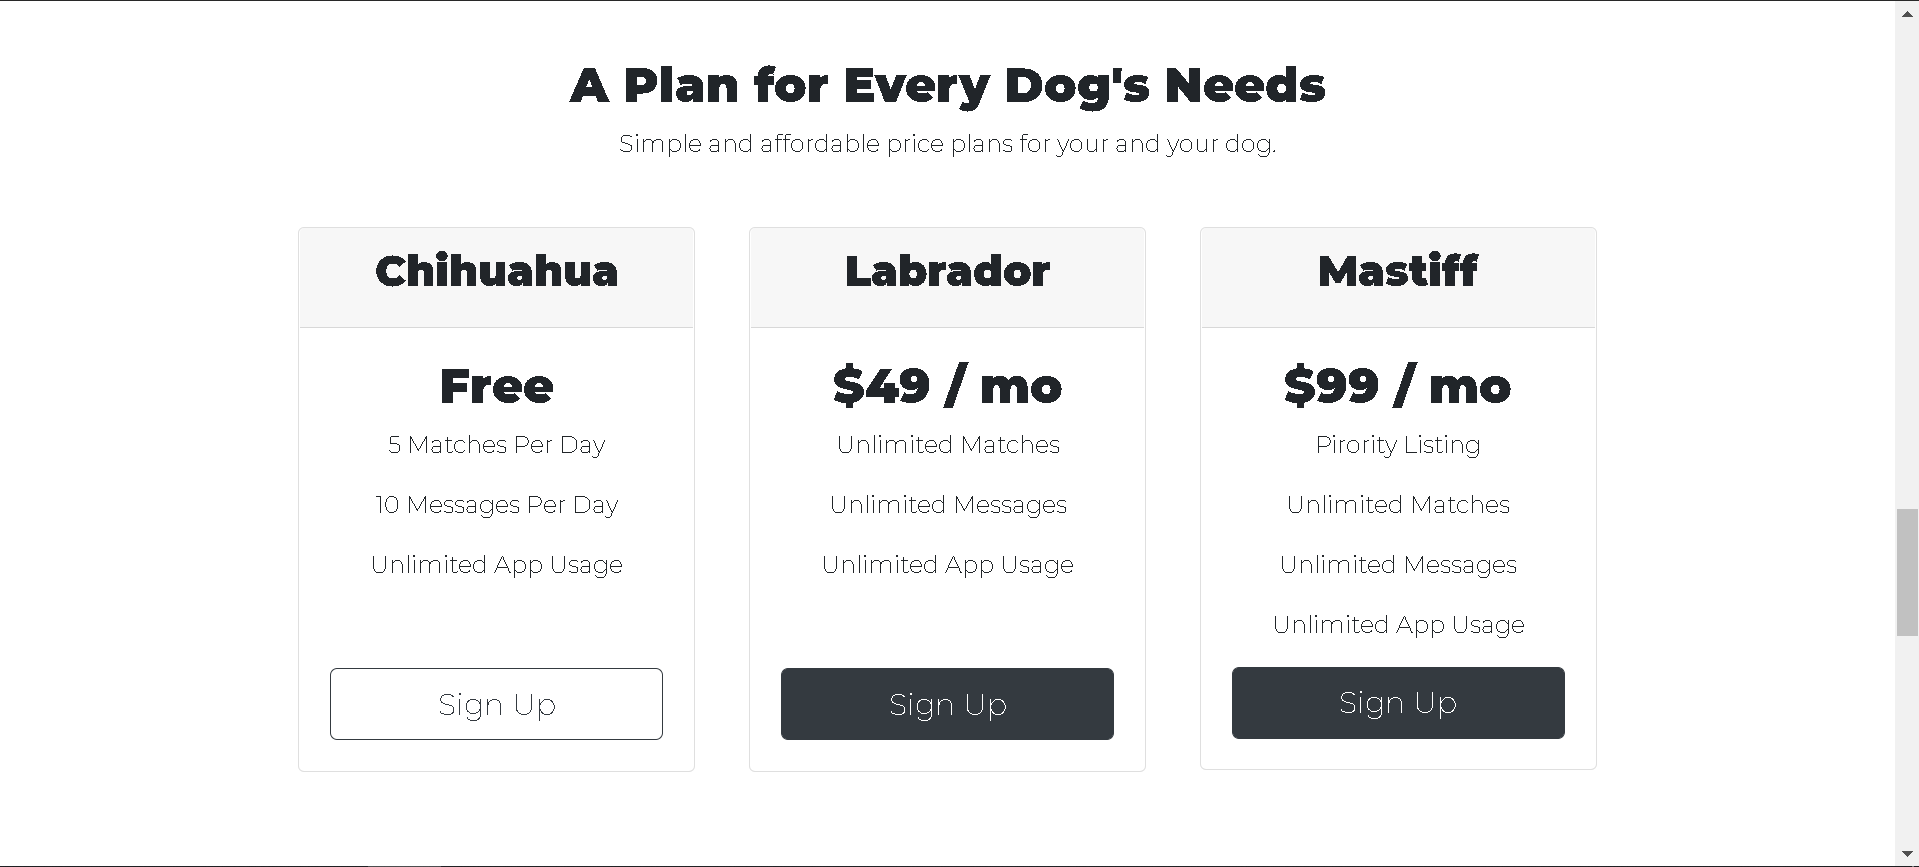 A Plan for Every Dog's Needs
Simple and affordable price plans for your and your dog.
Chihuahua
Free
5 Matches Per Day
10 Messages Per Day
Unlimited App Usage
Sign Up
Labrador
$49 / mo
Unlimited Matches
Unlimited Messages
Unlimited App Usage
Sign Up
Mastiff
$99 / mo
Pirority Listing
Unlimited Matches
Unlimited Messages
Unlimited App Usage
Sign Up